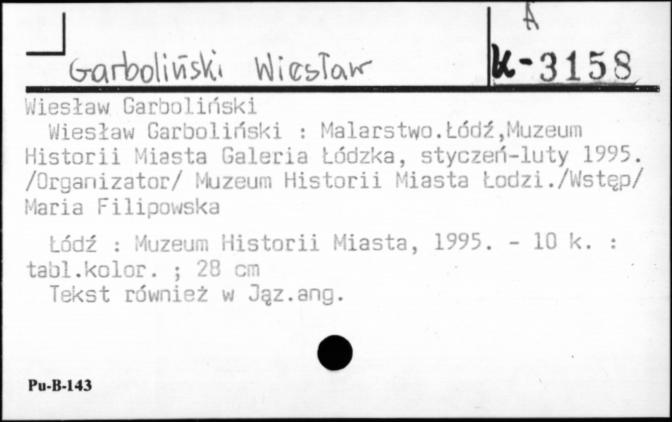 A
Garboliński Wiesław K-3158
Wiesław Garboliński
Wiesław Garboliński : Malarstwo.Łódź,Muzeum
Historii Miasta Galeria Łódzka, styczeń-luty 1995.
/Organizator/ Muzeum Historii Miasta Łodzi./Wstęp/
Maria Filipowska
Łódź : Muzeum Historii Miasta, 1995. - 10 k. :
tabl.kolor. ; 28 cm
Tekst również w Jąz.ang.
Pu-B-143